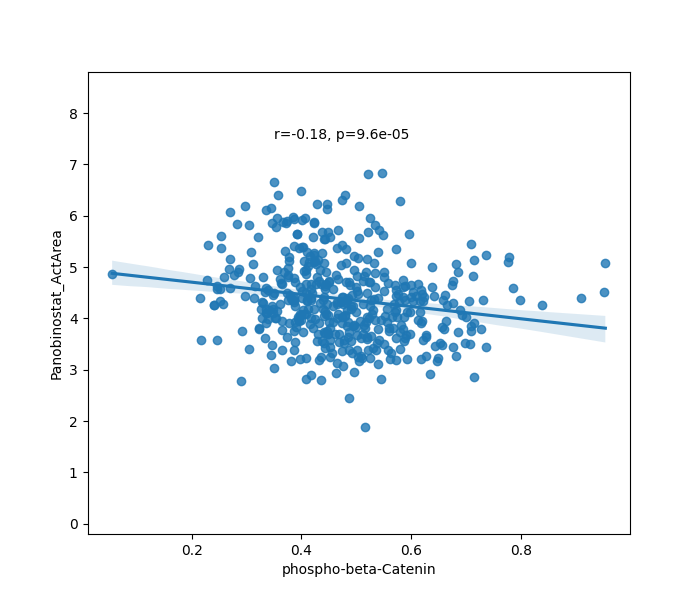 r=-0.18, p=9.6e-05
Panobinostat_ActArea
8
7
6
5
4
3
2
1
0
0.2 0.4 0.6 0.8
phospho-beta-Catenin